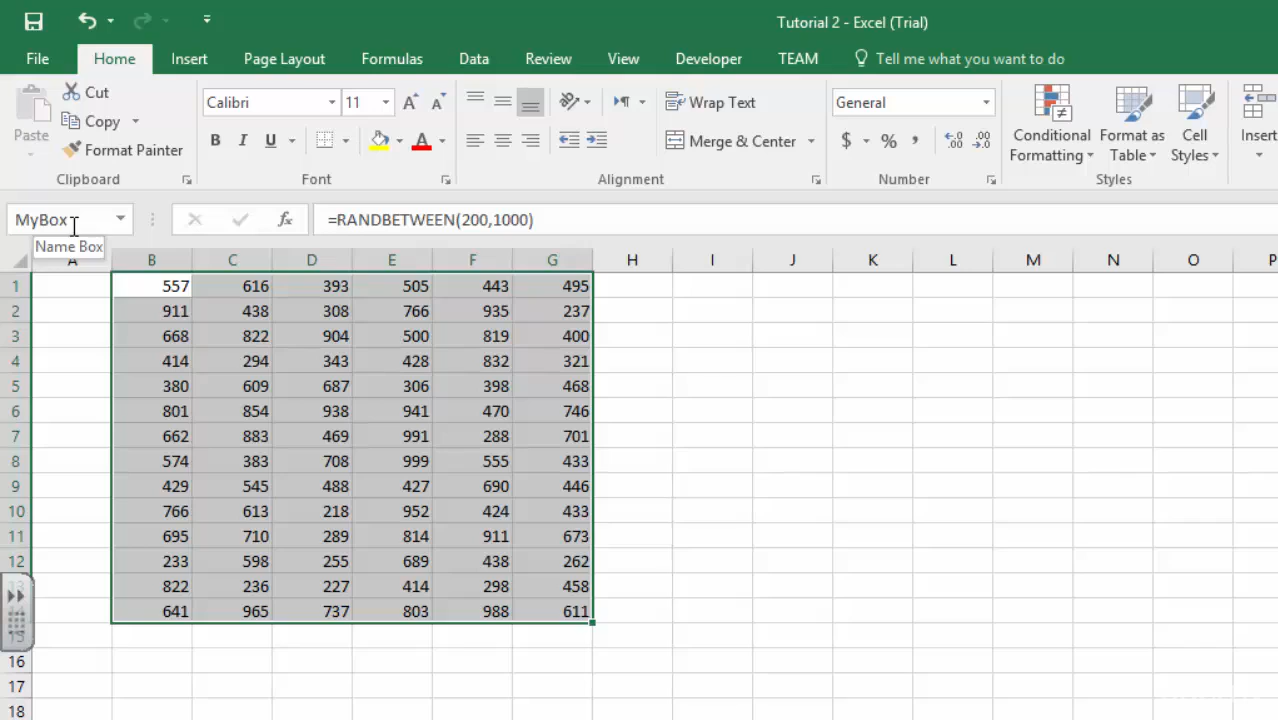 Tutorial 2 - Excel (Trial)
File Home Insert Page Layout Formulas Data Review View Developer TEAM Tell me what you want to do
Paste
Cut
Copy
Format Painter
Clipboard
Calibri 11
B I U
Font
Wrap Text
Merge & Center
Alignment
General
$ % ,
Number
Conditional Formatting
Format as Table
Cell Styles
Styles
Insert
MyBox
fx =RANDBETWEEN(200,1000)
Name Box
A B C D E F G H I J K L M N O P
1 557 616 393 505 443 495
2 911 438 308 766 935 237
3 668 822 904 500 819 400
4 414 294 343 428 832 321
5 380 609 687 306 398 468
6 801 854 938 941 470 746
7 662 883 469 991 288 701
8 574 383 708 999 555 433
9 429 545 488 427 690 446
10 766 613 218 952 424 433
11 695 710 289 814 911 673
12 233 598 255 689 438 262
822 236 227 414 298 458
641 965 737 803 988 611
16
17
18